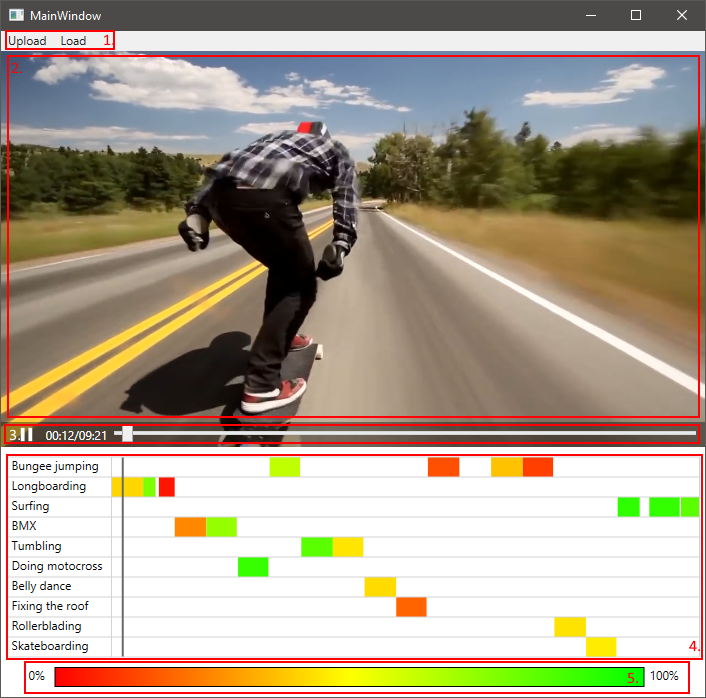 MainWindow
Upload Load 1.
2.
3. 00:12/09:21
Bungee jumping
Longboarding
Surfing
BMX
Tumbling
Doing motocross
Belly dance
Fixing the roof
Rollerblading
Skateboarding 4.
0% 5. 100%